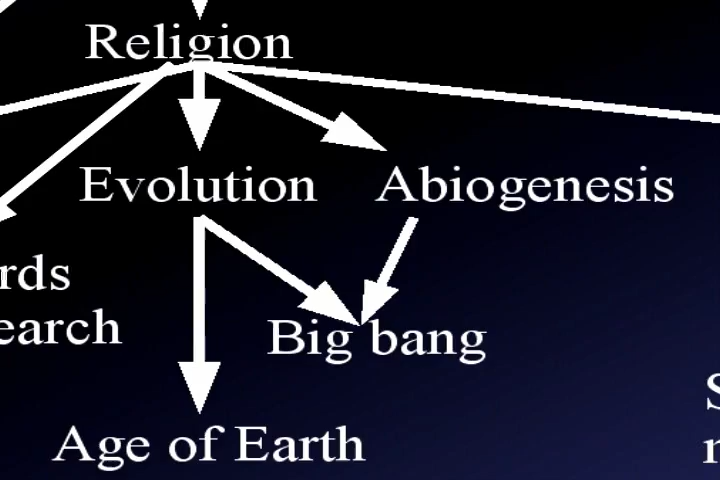 Religion
Evolution
Abiogenesis
rds
earch
Big bang
Age of Earth
S